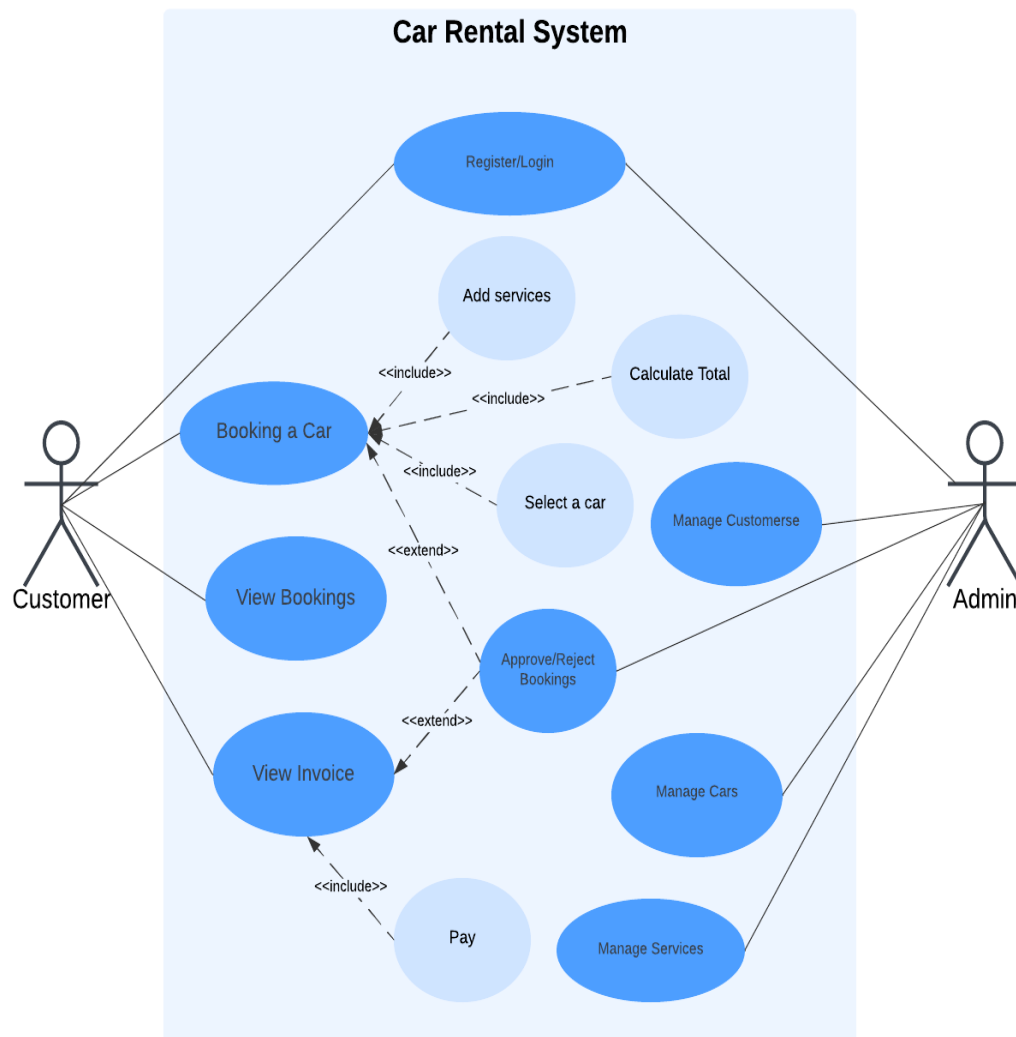 Car Rental System
Register/Login
Add services
<<include>>
Calculate Total
<<include>>
Booking a Car
<<include>>
Select a car
Manage Customerse
<<extend>>
View Bookings
Customer
Admin
Approve/Reject
Bookings
<<extend>>
View Invoice
Manage Cars
<<include>>
Pay
Manage Services